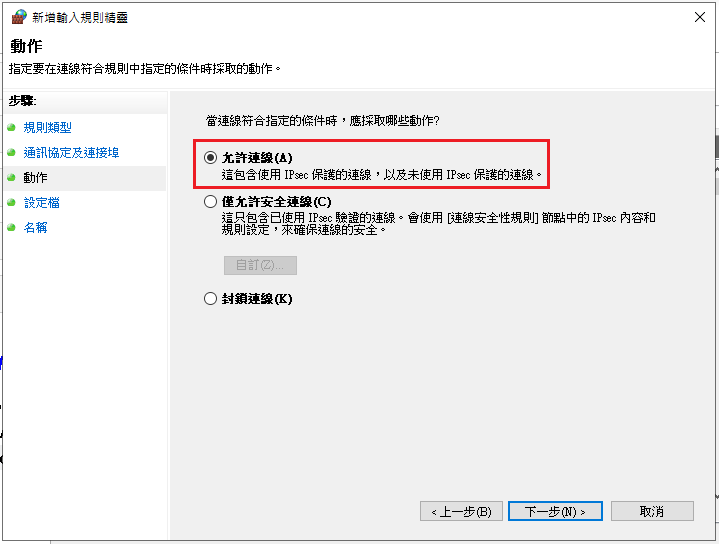 新增輸入規則精靈
動作
指定要在連線符合規則中指定的條件時採取的動作。
步驟:
規則類型
通訊協定及連接埠
動作
設定檔
名稱
當連線符合指定的條件時，應採取哪些動作?
允許連線(A)
這包含使用 IPsec 保護的連線，以及未使用 IPsec 保護的連線。
僅允許安全連線(C)
這只包含已使用 IPsec 驗證的連線。會使用 [連線安全性規則] 節點中的 IPsec 內容和
規則設定，來確保連線的安全。
自訂(Z)...
封鎖連線(K)
< 上一步(B)
下一步(N) >
取消